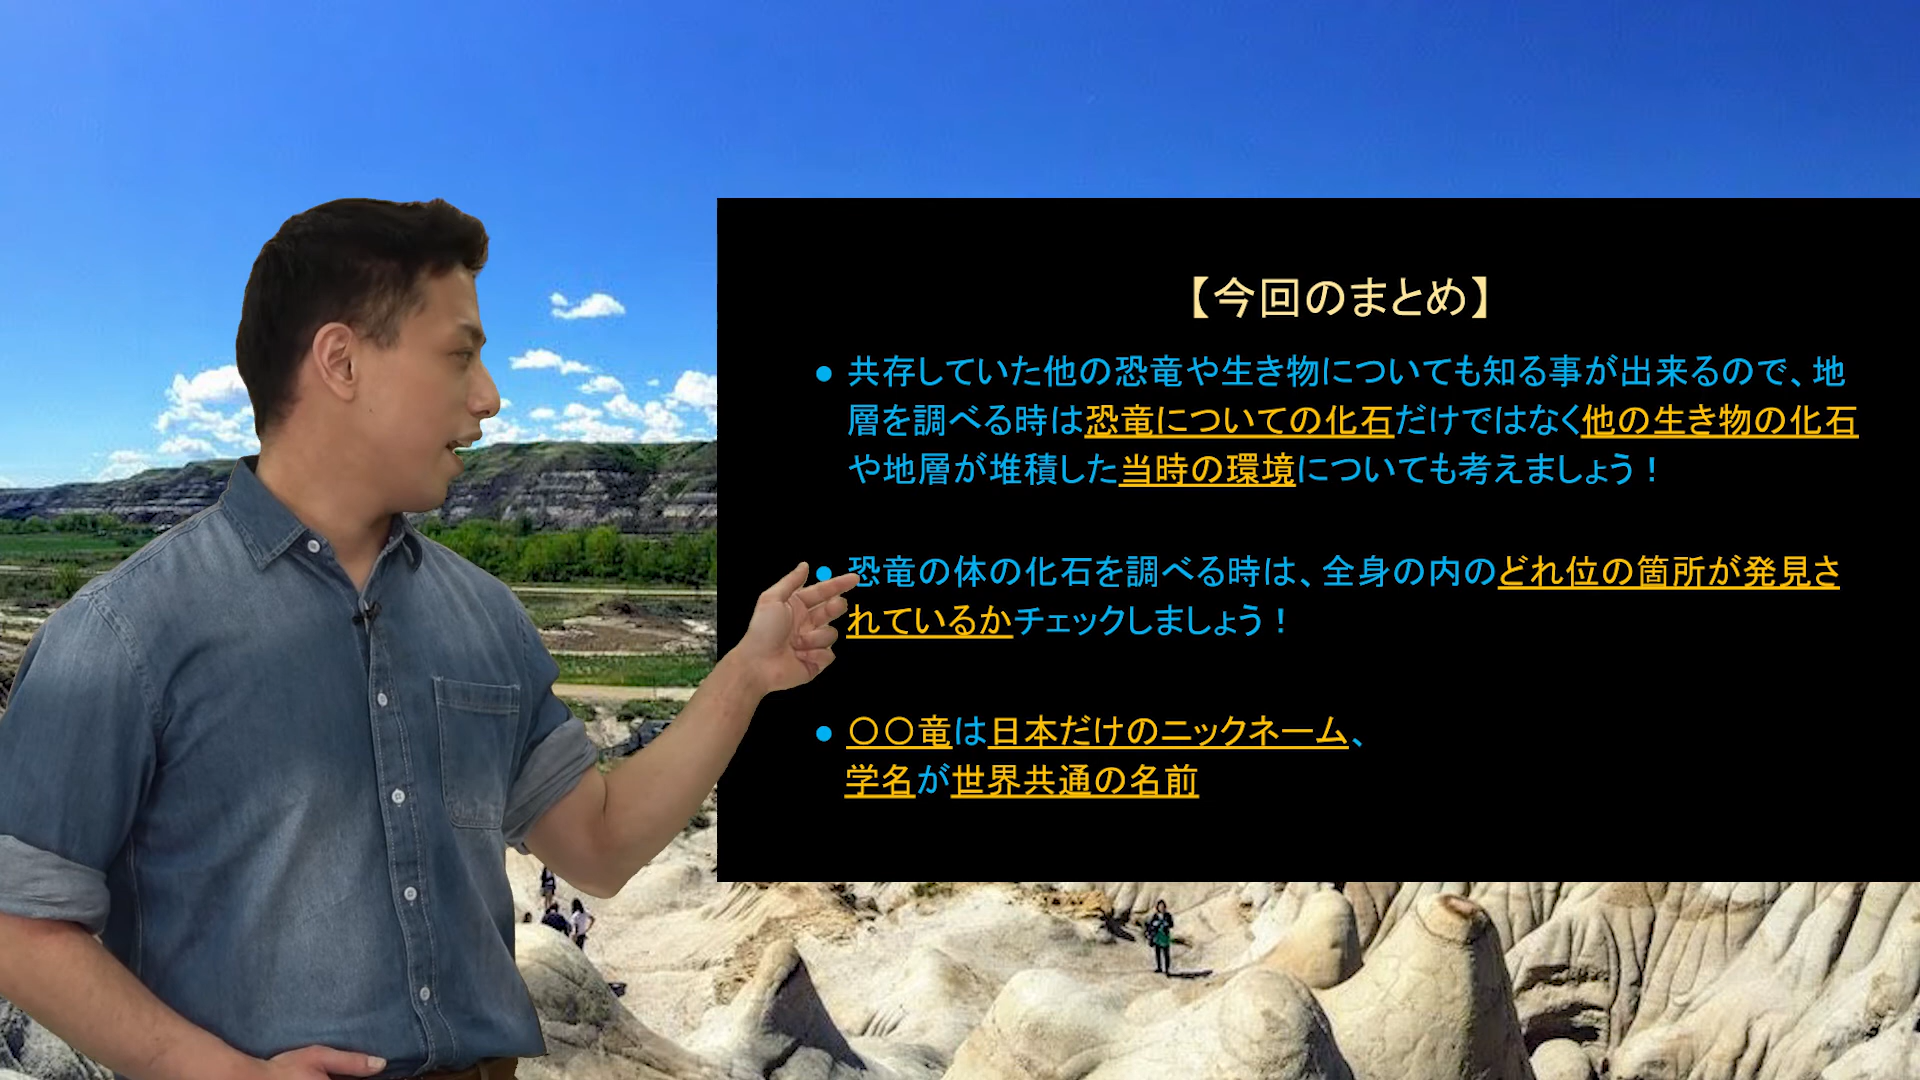 【今回のまとめ】
● 共存していた他の恐竜や生き物についても知る事が出来るので、地
層を調べる時は恐竜についての化石だけではなく他の生き物の化石
や地層が堆積した当時の環境についても考えましょう！
● 恐竜の体の化石を調べる時は、全身の内のどれ位の箇所が発見さ
れているかチェックしましょう！
● 〇〇竜は日本だけのニックネーム、
学名が世界共通の名前